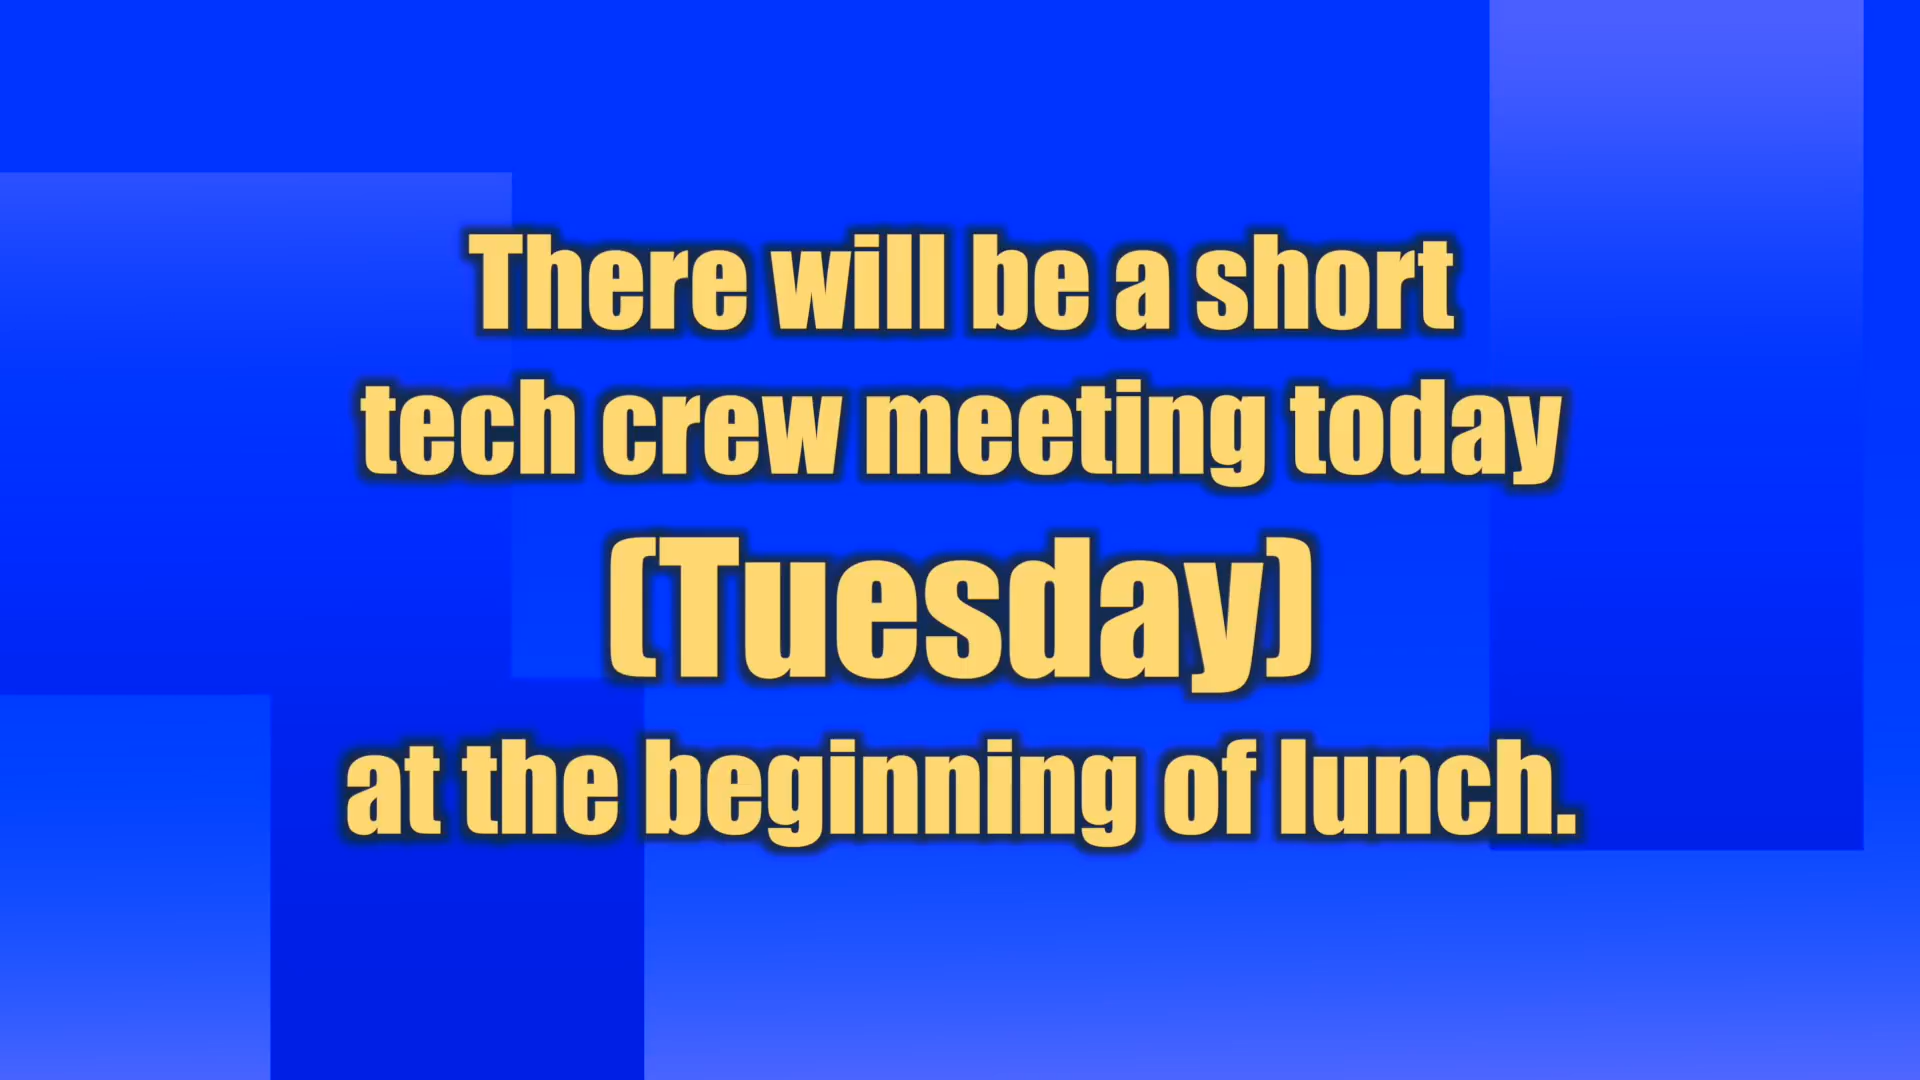 There will be a short
tech crew meeting today
(Tuesday)
at the beginning of lunch.